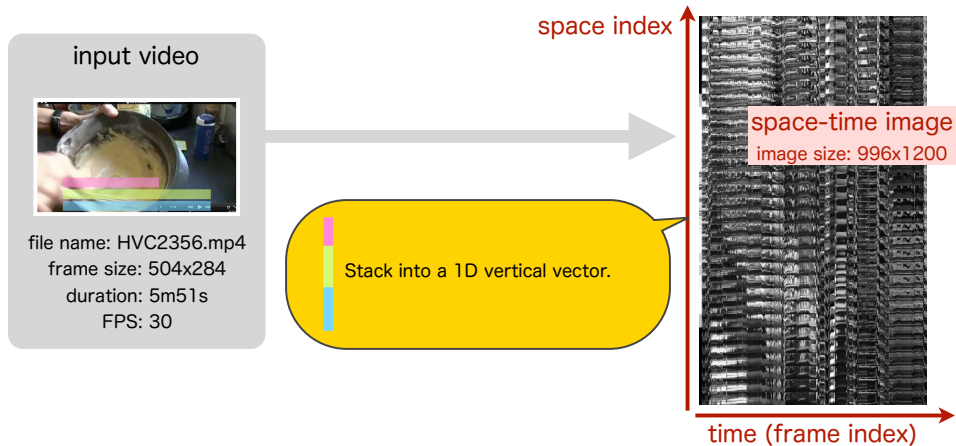 input video
file name: HVC2356.mp4
frame size: 504x284
duration: 5m51s
FPS: 30
Stack into a 1D vertical vector.
space index
space-time image
image size: 996x1200
time (frame index)